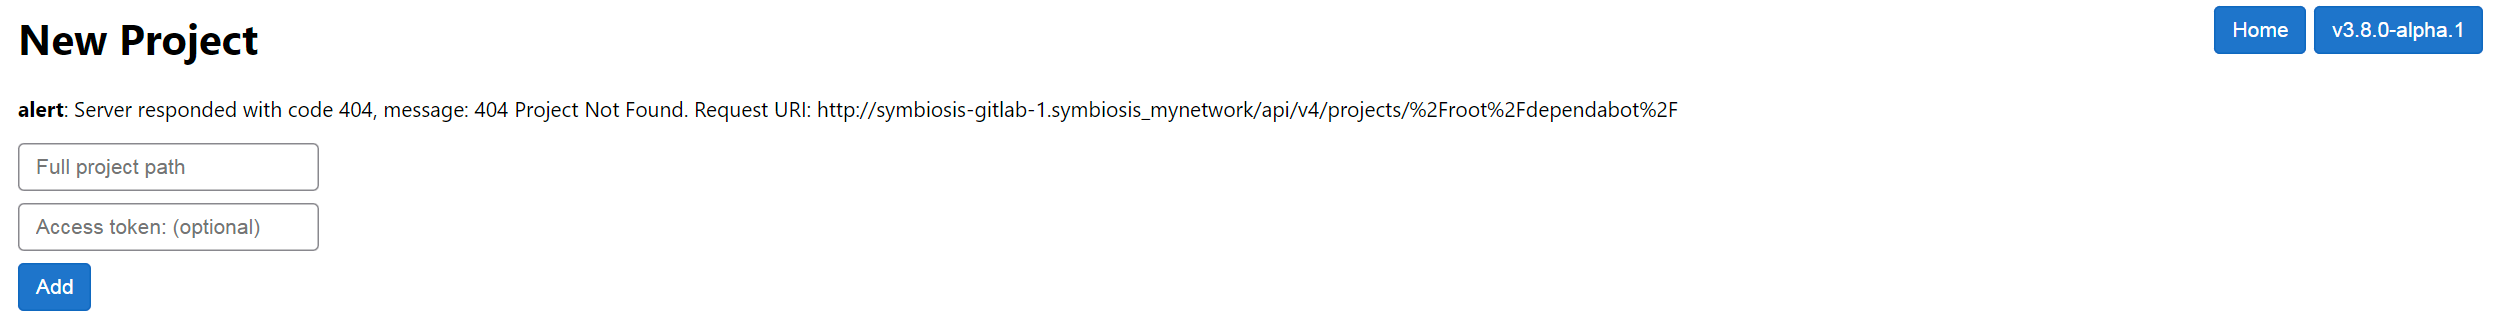 New Project
Home
v3.8.0-alpha.1
alert: Server responded with code 404, message: 404 Project Not Found. Request URI: http://symbiosis-gitlab-1.symbiosis_mynetwork/api/v4/projects/%2Froot%2Fdependabot%2F
Full project path
Access token: (optional)
Add